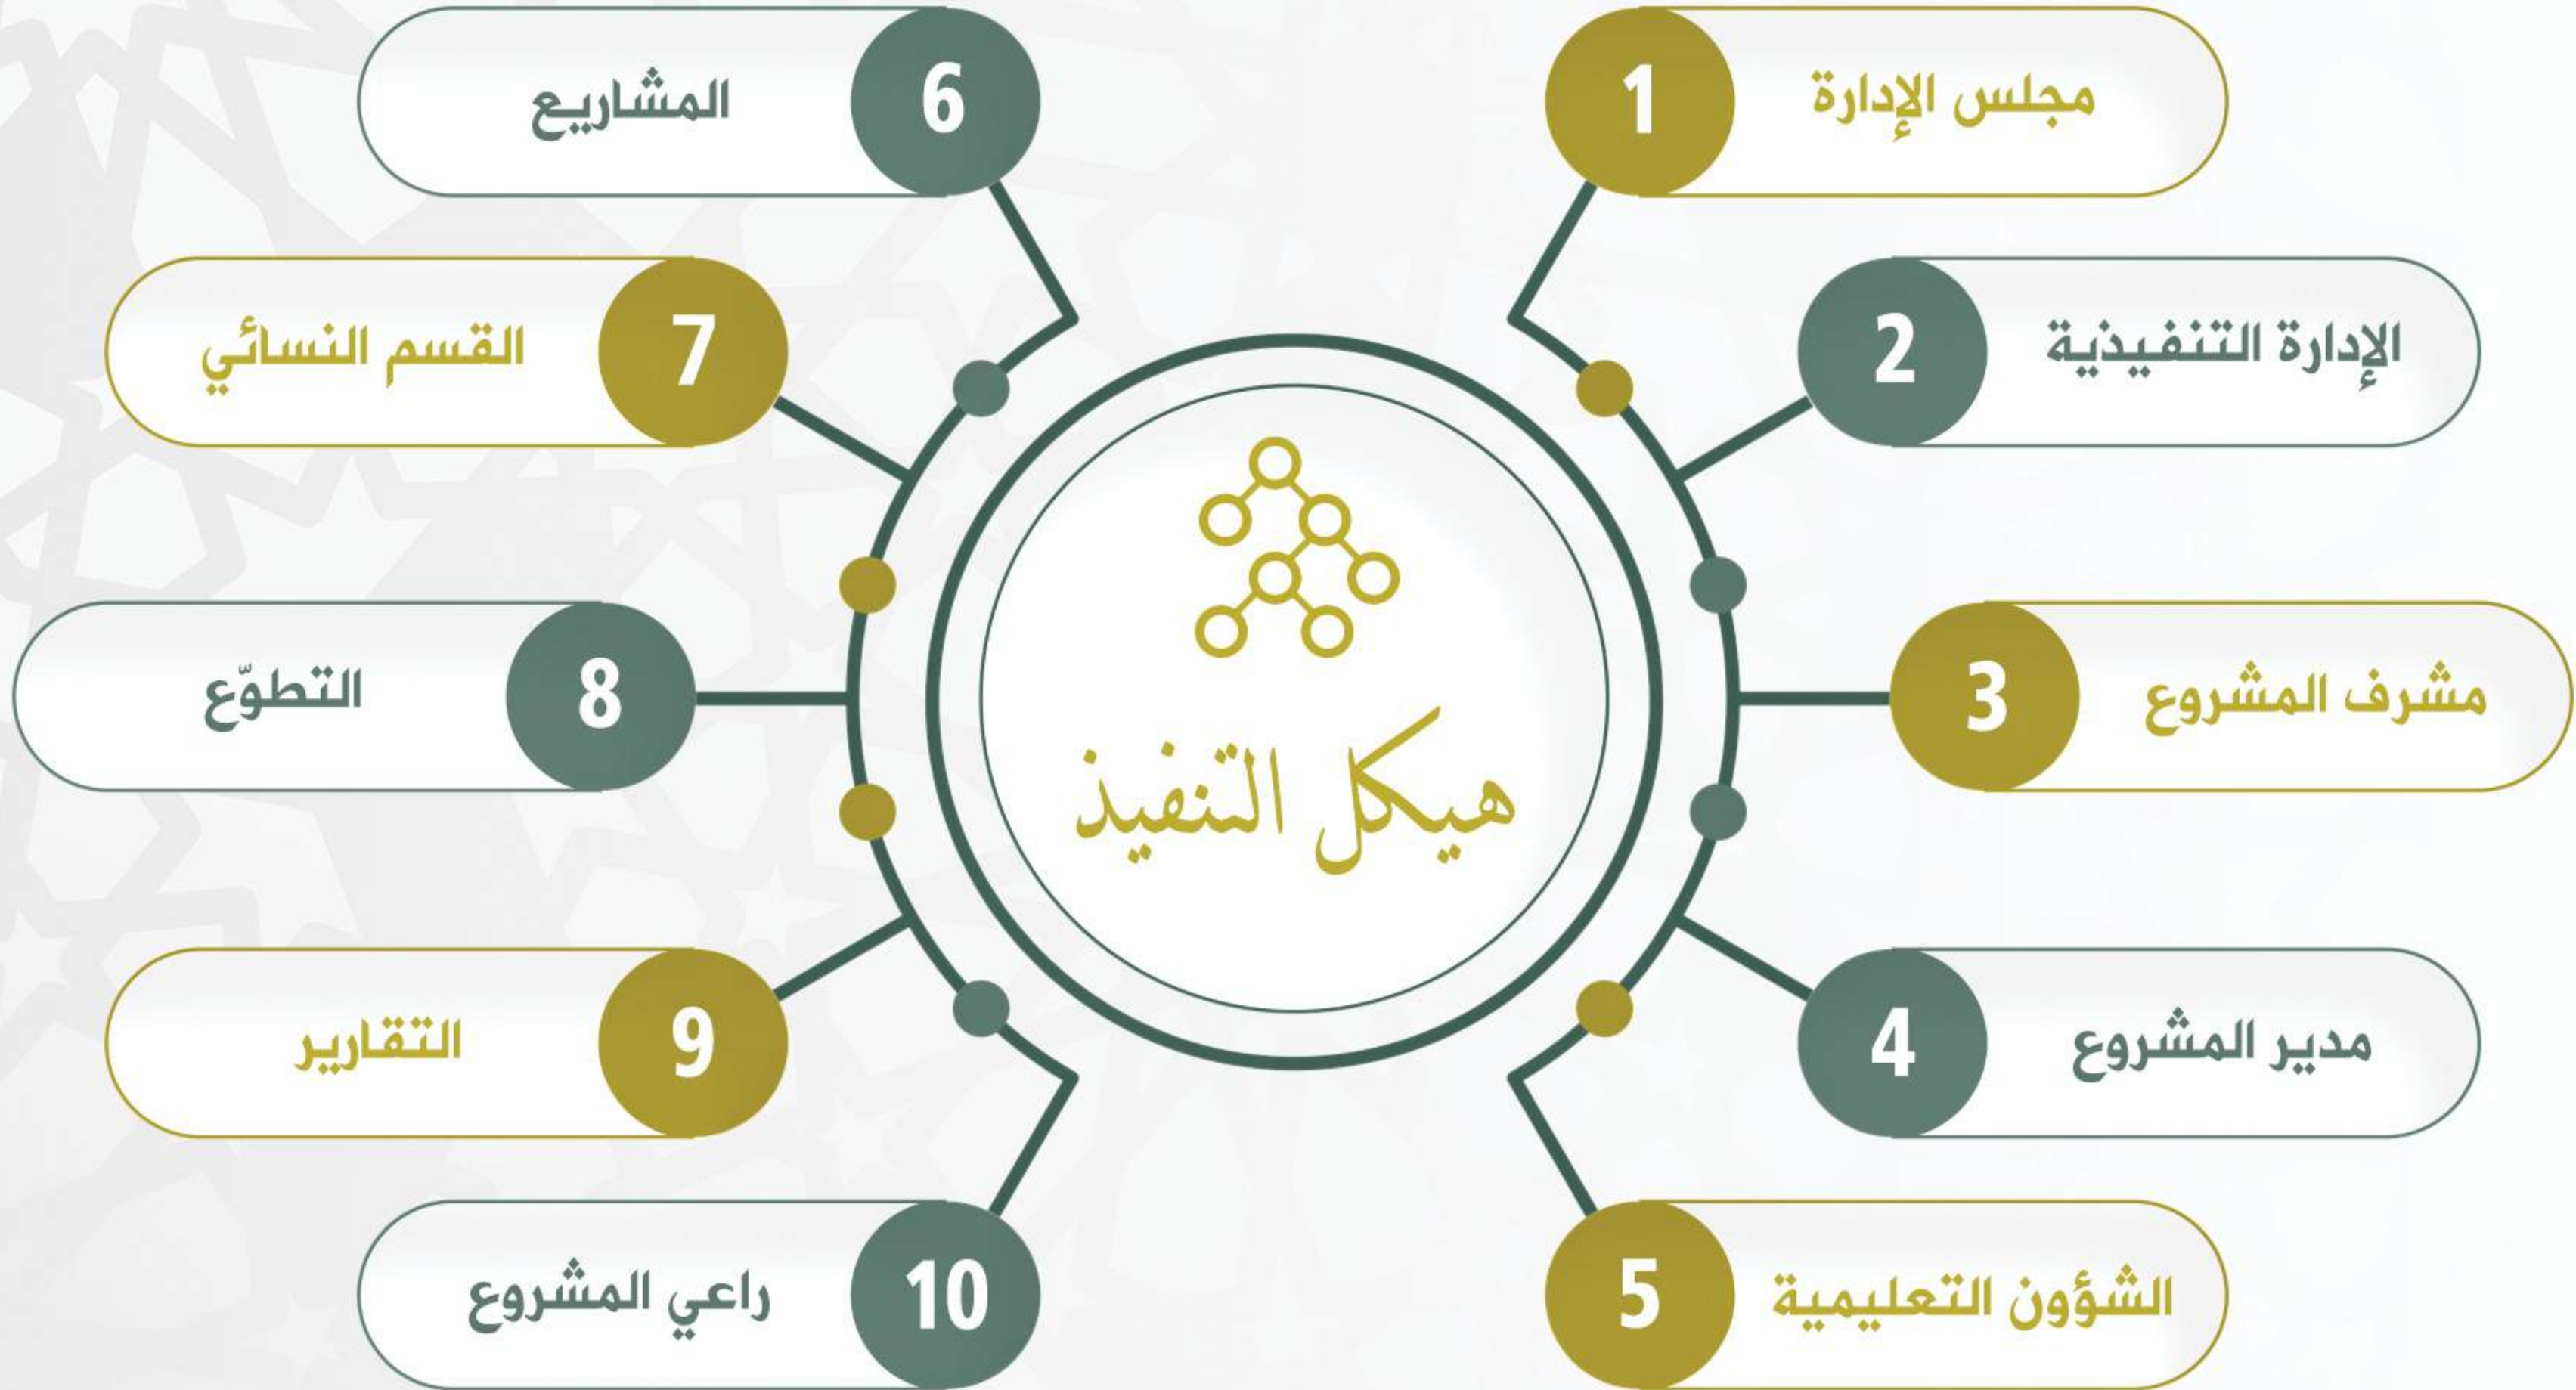 هيكل التنفيذ
1 مجلس الإدارة
2 الإدارة التنفيذية
3 مشرف المشروع
4 مدير المشروع
5 الشؤون التعليمية
6 المشاريع
7 القسم النسائي
8 التطوّع
9 التقارير
10 راعي المشروع